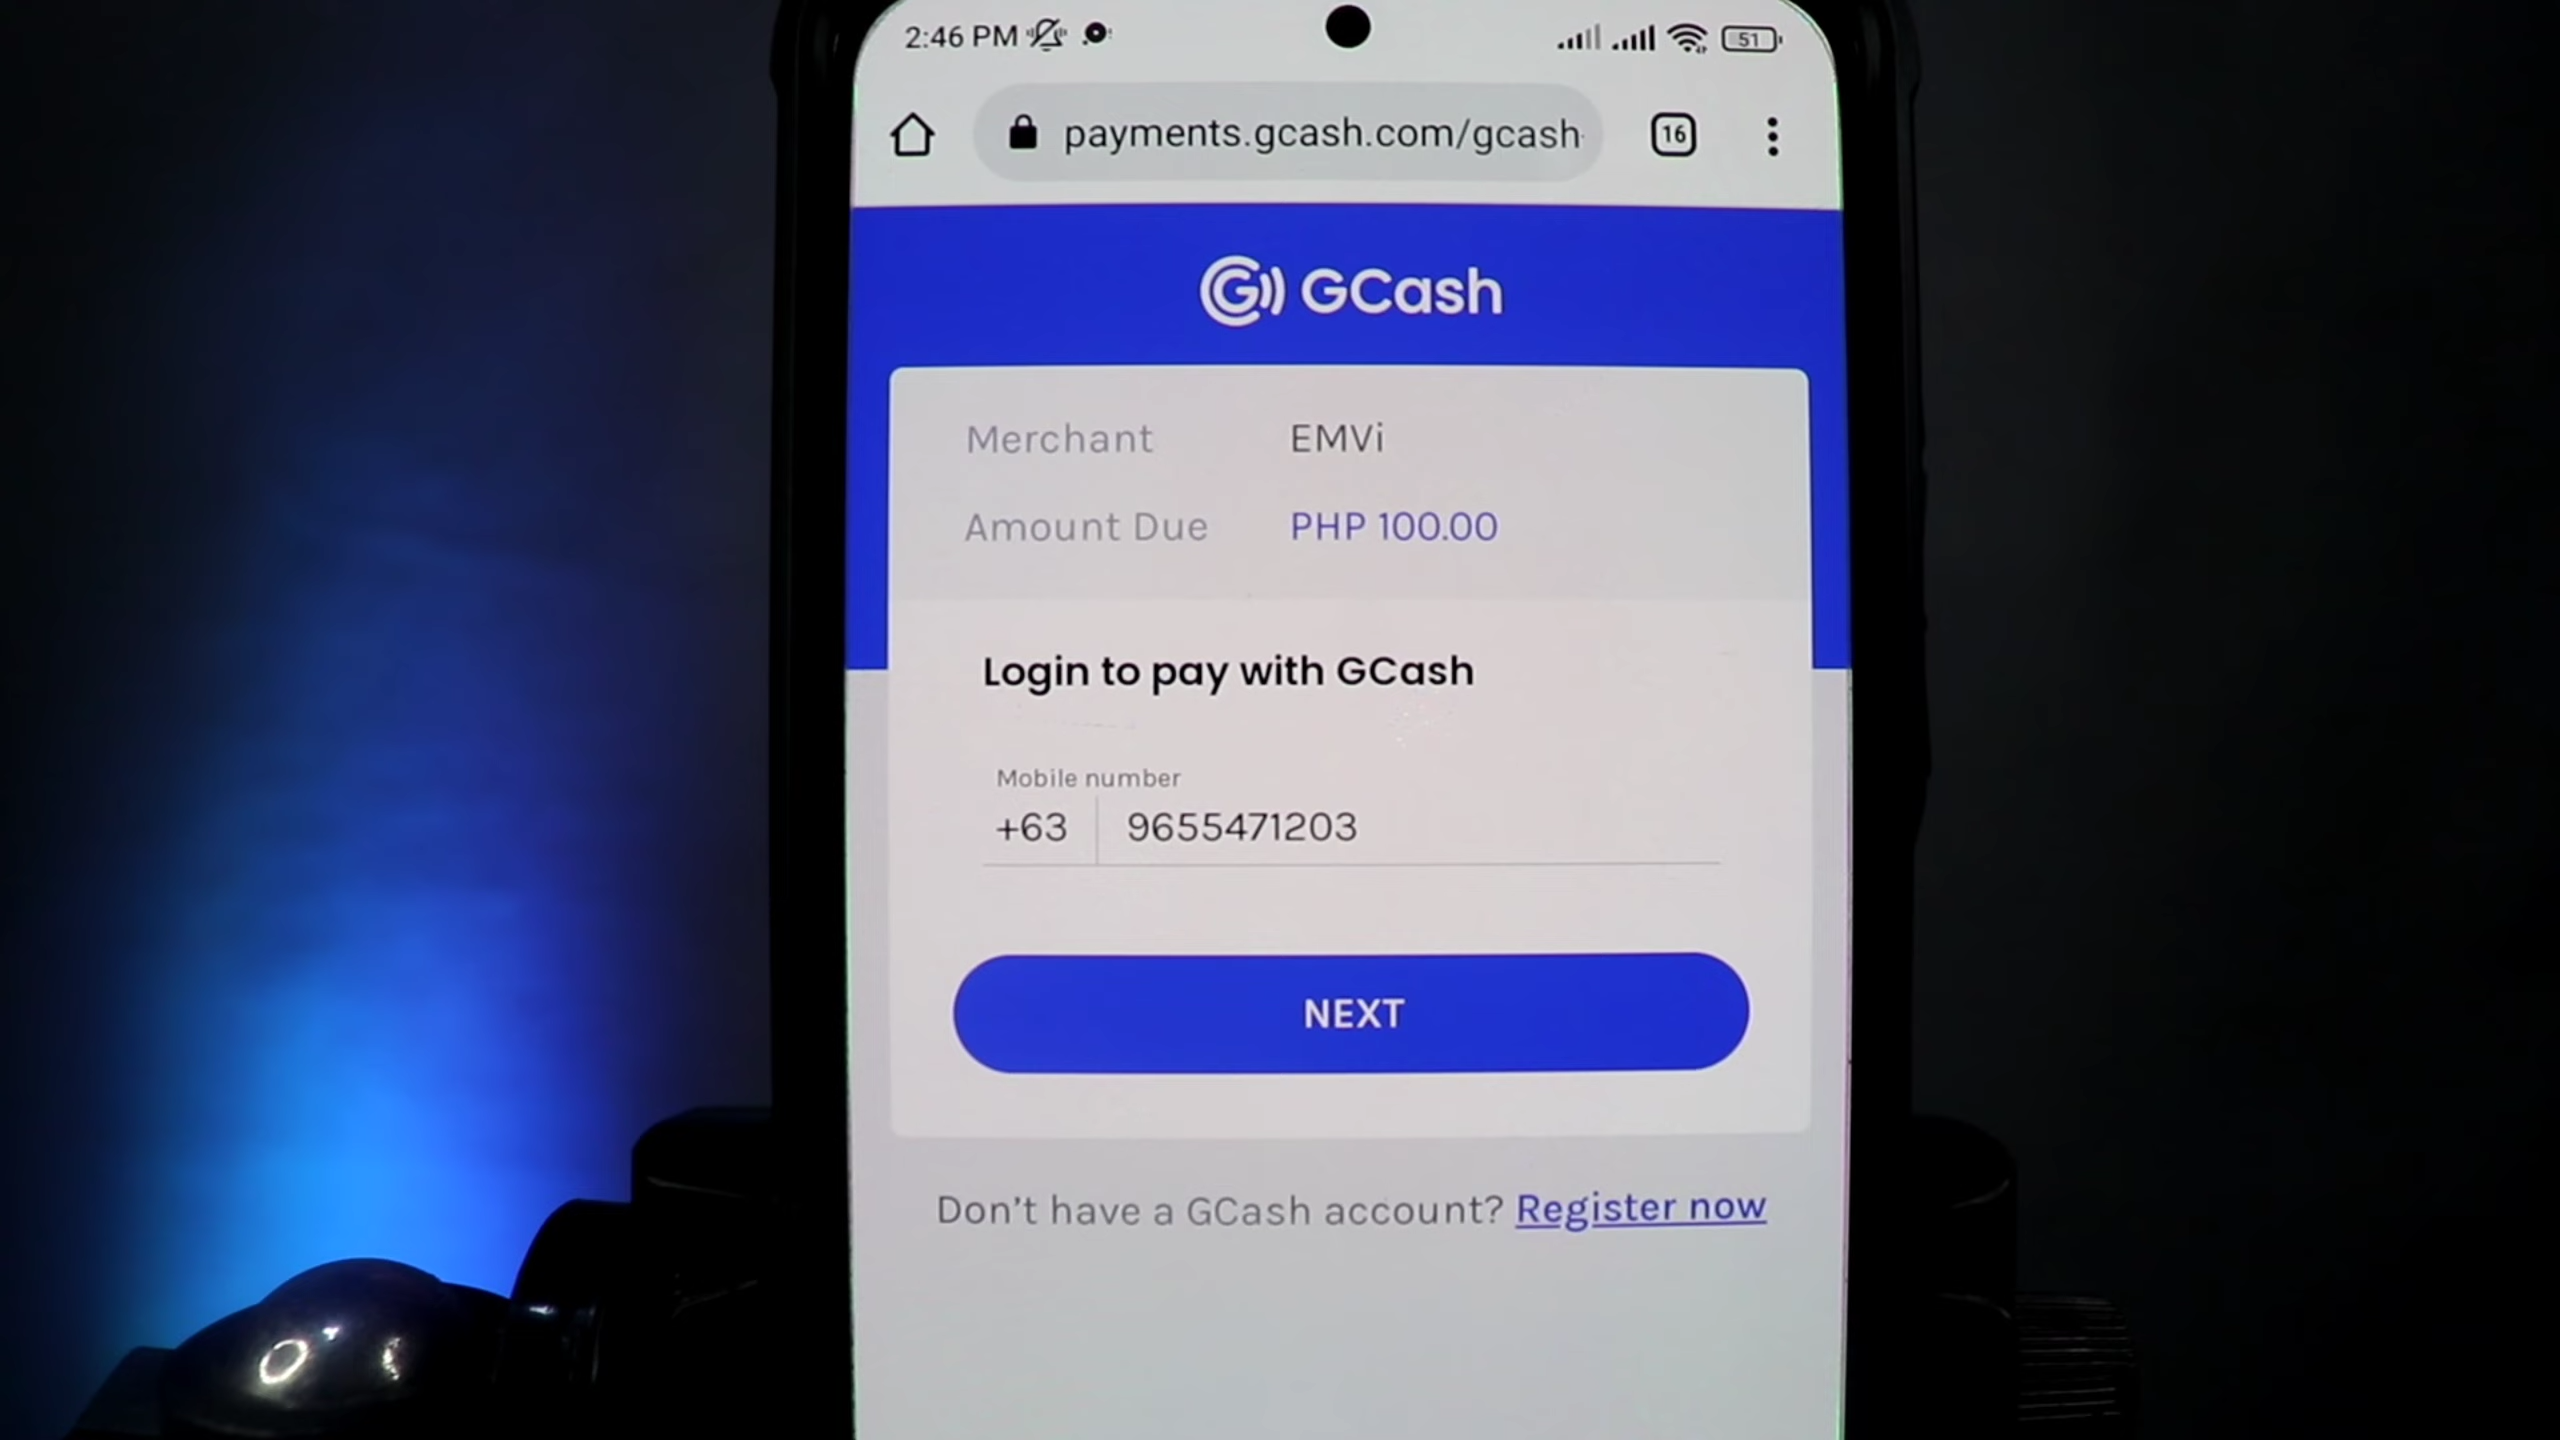 2:46 PM 51
payments.gcash.com/gcash-
16
G GCash
Merchant EMVi
Amount Due PHP 100.00
Login to pay with GCash
Mobile number
+63 9655471203
NEXT
Don't have a GCash account? Register now